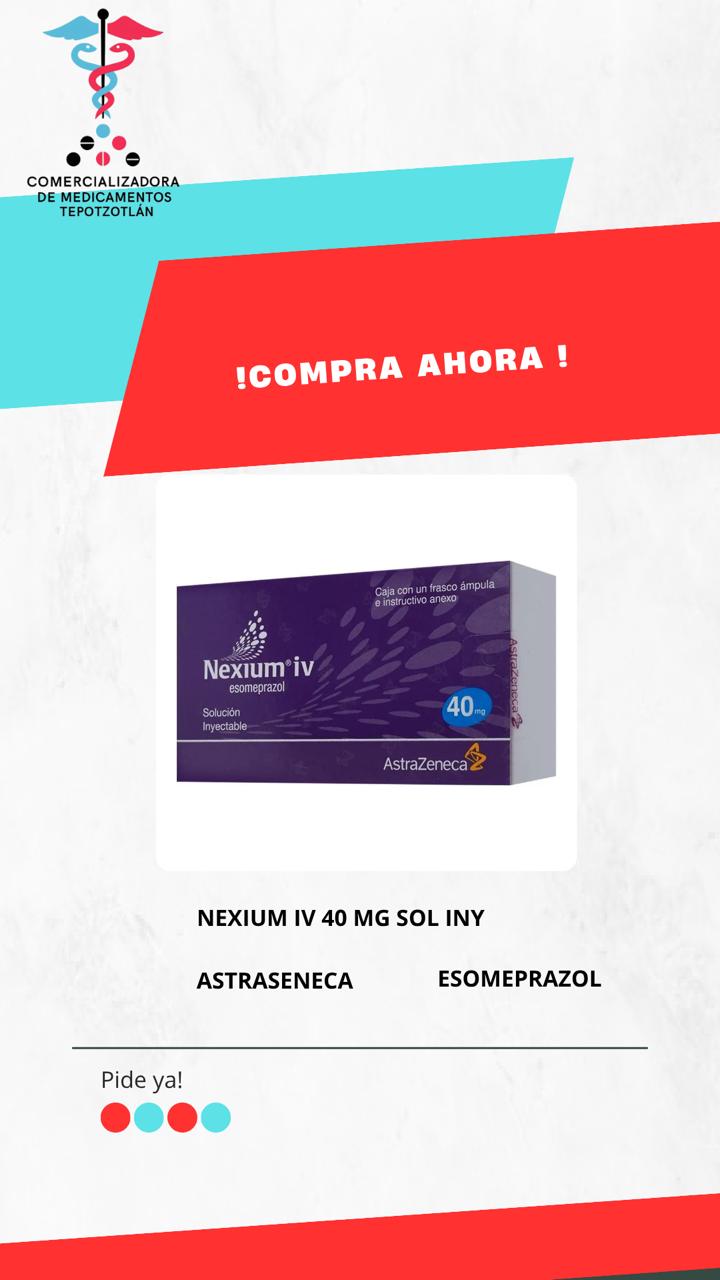 COMERCIALIZADORA
DE MEDICAMENTOS
TEPOTZOTLÁN
!COMPRA AHORA !
Caja con un frasco ámpula
e instructivo anexo
Nexium® iv
esomeprazol
Solución
Inyectable
40 mg
AstraZeneca
AstraZeneca
NEXIUM IV 40 MG SOL INY
ASTRASENECA ESOMEPRAZOL
Pide ya!